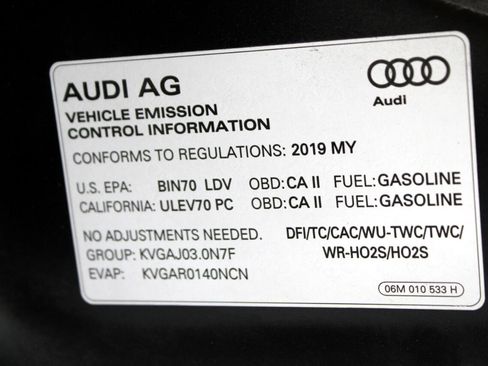 AUDI AG
Audi
VEHICLE EMISSION
CONTROL INFORMATION
CONFORMS TO REGULATIONS: 2019 MY
U.S. EPA: BIN70 LDV OBD:CA II FUEL:GASOLINE
CALIFORNIA: ULEV70 PC OBD:CA II FUEL:GASOLINE
NO ADJUSTMENTS NEEDED. DFI/TC/CAC/WU-TWC/TWC/
GROUP: KVGAJ03.0N7F WR-HO2S/HO2S
EVAP: KVGAR0140NCN
06M 010 533 H